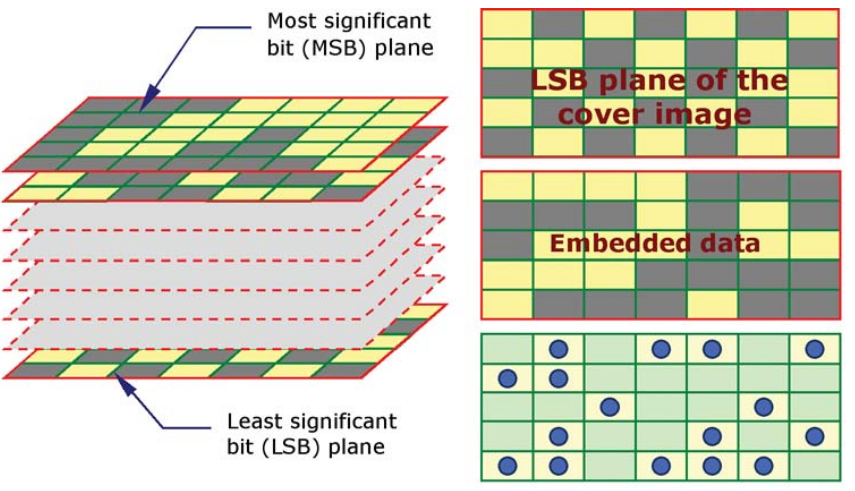 Most significant
bit (MSB) plane
LSB plane of the
cover image
Embedded data
Least significant
bit (LSB) plane